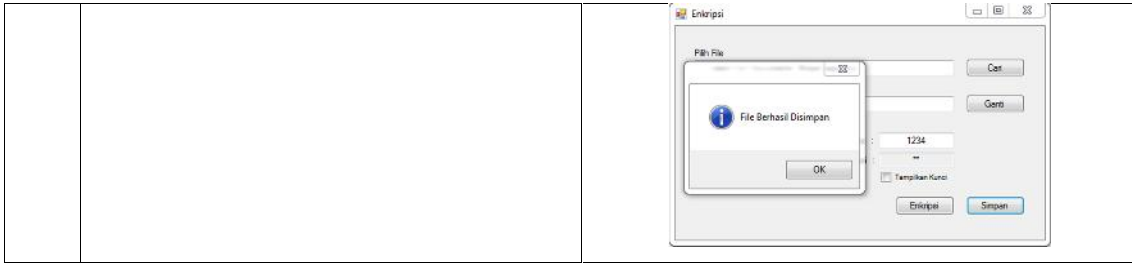 Enkripsi
Pilih File
Cari
Ganti
File Berhasil Disimpan
: 1234
: **
OK
Tampilkan Kunci
Enkripsi
Simpan